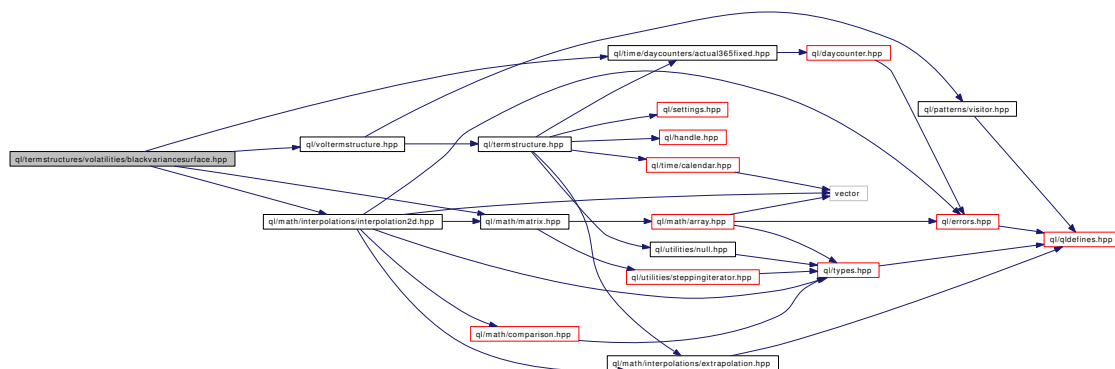 ql/time/daycounters/actual365fixed.hpp
ql/daycounter.hpp
ql/settings.hpp
ql/patterns/visitor.hpp
ql/handle.hpp
ql/voltermstructure.hpp
ql/termstructure.hpp
ql/termstructures/volatilities/blackvariancesurface.hpp
ql/time/calendar.hpp
vector
ql/math/interpolations/interpolation2d.hpp
ql/math/matrix.hpp
ql/math/array.hpp
ql/errors.hpp
ql/qldefines.hpp
ql/utilities/null.hpp
ql/types.hpp
ql/utilities/steppingiterator.hpp
ql/math/comparison.hpp
ql/math/interpolations/extrapolation.hpp